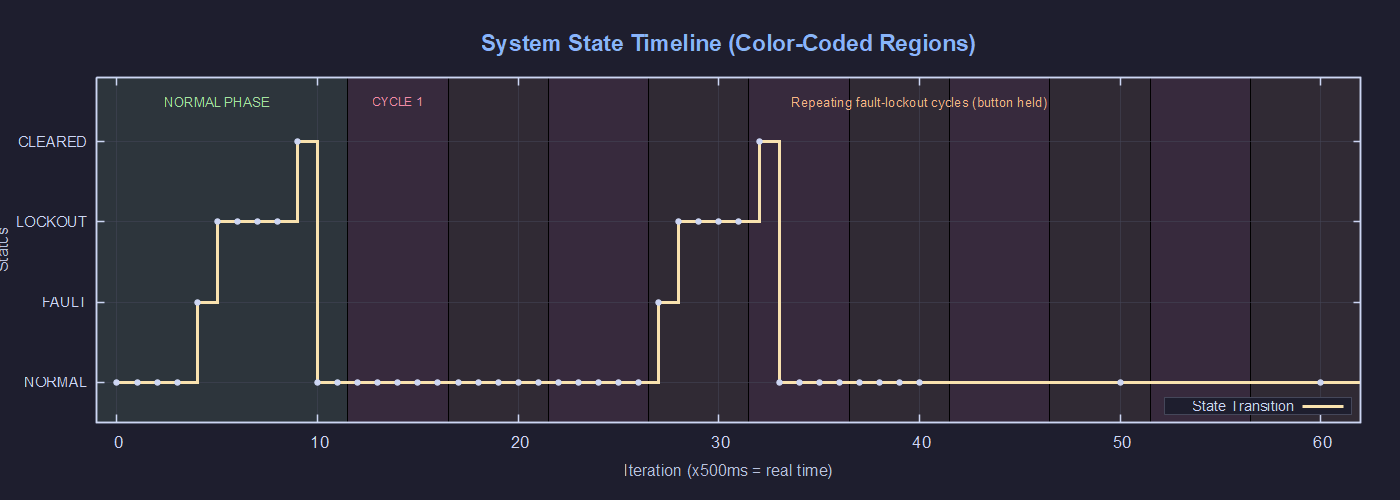 System State Timeline (Color-Coded Regions)
NORMAL PHASE
CYCLE 1
Repeating fault-lockout cycles (button held)
CLEARED
LOCKOUT
FAULT
NORMAL
Status
State Transition
0 10 20 30 40 50 60
Iteration (x500ms = real time)